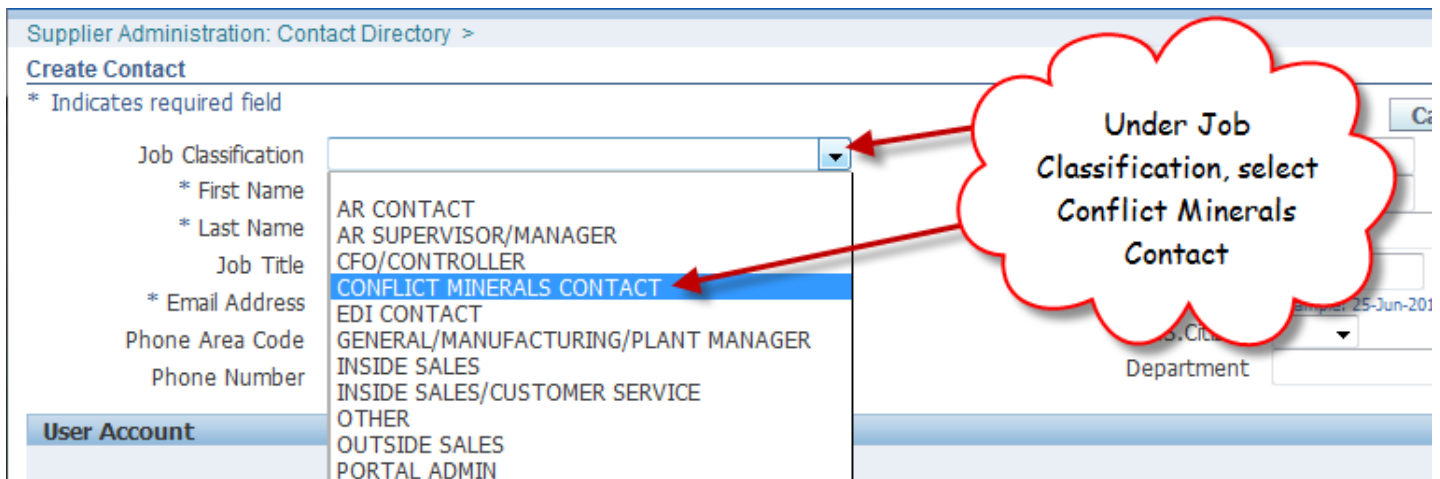 Supplier Administration: Contact Directory >
Create Contact
* Indicates required field
Job Classification
* First Name
* Last Name
Job Title
* Email Address
Phone Area Code
Phone Number
AR CONTACT
AR SUPERVISOR/MANAGER
CFO/CONTROLLER
CONFLICT MINERALS CONTACT
EDI CONTACT
GENERAL/MANUFACTURING/PLANT MANAGER
INSIDE SALES
INSIDE SALES/CUSTOMER SERVICE
OTHER
OUTSIDE SALES
PORTAL ADMIN
Under Job
Classification, select
Conflict Minerals
Contact
25-Jun-201
Department
User Account